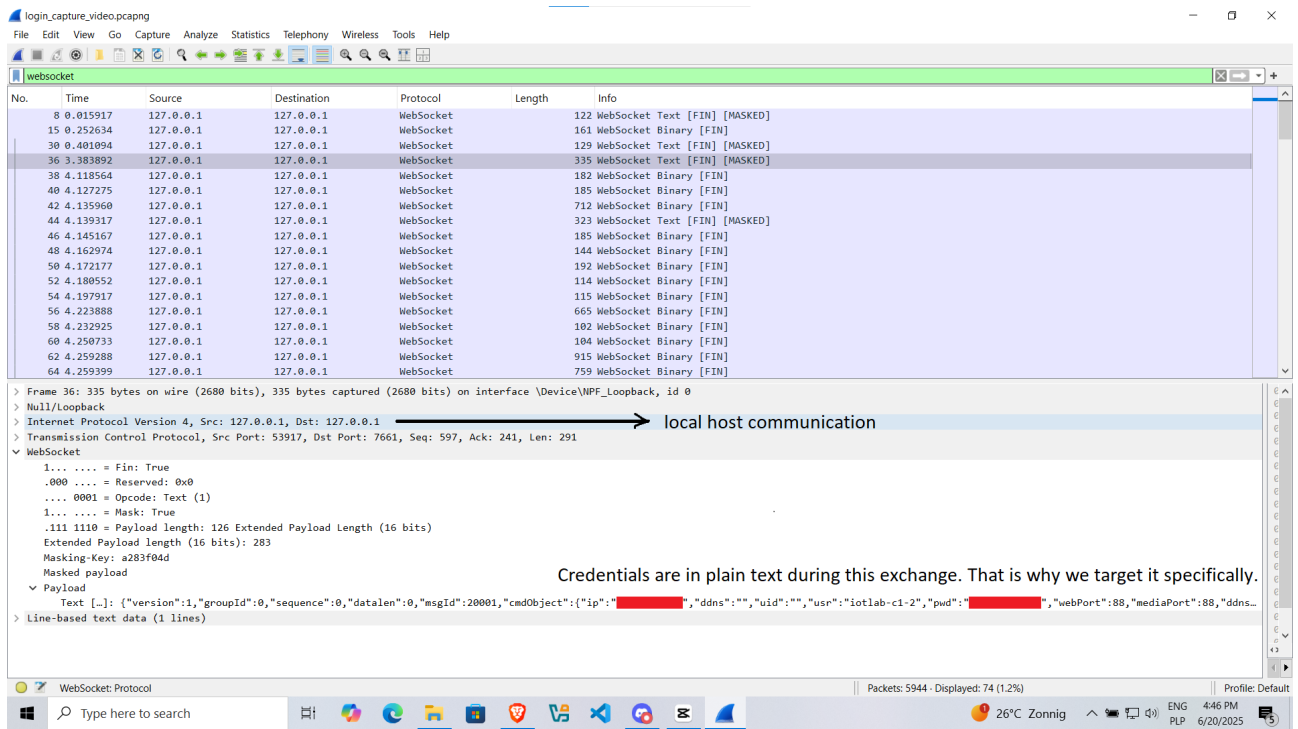 login_capture_video.pcapng
File Edit View Go Capture Analyze Statistics Telephony Wireless Tools Help
websocket
No. Time Source Destination Protocol Length Info
8 0.015917 127.0.0.1 127.0.0.1 WebSocket 122 WebSocket Text [FIN] [MASKED]
15 0.252634 127.0.0.1 127.0.0.1 WebSocket 161 WebSocket Binary [FIN]
30 0.401094 127.0.0.1 127.0.0.1 WebSocket 129 WebSocket Text [FIN] [MASKED]
36 3.383892 127.0.0.1 127.0.0.1 WebSocket 335 WebSocket Text [FIN] [MASKED]
38 4.118564 127.0.0.1 127.0.0.1 WebSocket 182 WebSocket Binary [FIN]
40 4.127275 127.0.0.1 127.0.0.1 WebSocket 185 WebSocket Binary [FIN]
42 4.135960 127.0.0.1 127.0.0.1 WebSocket 712 WebSocket Binary [FIN]
44 4.139317 127.0.0.1 127.0.0.1 WebSocket 323 WebSocket Text [FIN] [MASKED]
46 4.145167 127.0.0.1 127.0.0.1 WebSocket 185 WebSocket Binary [FIN]
48 4.162974 127.0.0.1 127.0.0.1 WebSocket 144 WebSocket Binary [FIN]
50 4.172177 127.0.0.1 127.0.0.1 WebSocket 192 WebSocket Binary [FIN]
52 4.180552 127.0.0.1 127.0.0.1 WebSocket 114 WebSocket Binary [FIN]
54 4.197917 127.0.0.1 127.0.0.1 WebSocket 115 WebSocket Binary [FIN]
56 4.223888 127.0.0.1 127.0.0.1 WebSocket 665 WebSocket Binary [FIN]
58 4.232925 127.0.0.1 127.0.0.1 WebSocket 102 WebSocket Binary [FIN]
60 4.250733 127.0.0.1 127.0.0.1 WebSocket 104 WebSocket Binary [FIN]
62 4.259288 127.0.0.1 127.0.0.1 WebSocket 915 WebSocket Binary [FIN]
64 4.259399 127.0.0.1 127.0.0.1 WebSocket 759 WebSocket Binary [FIN]
Frame 36: 335 bytes on wire (2680 bits), 335 bytes captured (2680 bits) on interface \Device\NPF_Loopback, id 0
Null/Loopback
Internet Protocol Version 4, Src: 127.0.0.1, Dst: 127.0.0.1 local host communication
Transmission Control Protocol, Src Port: 53917, Dst Port: 7661, Seq: 597, Ack: 241, Len: 291
WebSocket
1... .... = Fin: True
.000 .... = Reserved: 0x0
.... 0001 = Opcode: Text (1)
1... .... = Mask: True
.111 1110 = Payload length: 126 Extended Payload Length (16 bits)
Extended Payload length (16 bits): 283
Masking-Key: a283f04d
Masked payload
Credentials are in plain text during this exchange. That is why we target it specifically.
Payload
Text […]: {"version":1,"groupId":0,"sequence":0,"datalen":0,"msgId":20001,"cmdObject":{"ip":" ","ddns":"","uid":"","usr":"iotlab-c1-2","pwd":" ","webPort":88,"mediaPort":88,"ddns…
Line-based text data (1 lines)
WebSocket: Protocol Packets: 5944 · Displayed: 74 (1.2%) Profile: Default
Type here to search 1 26°C Zonnig ENG PLP 4:46 PM 6/20/2025 5